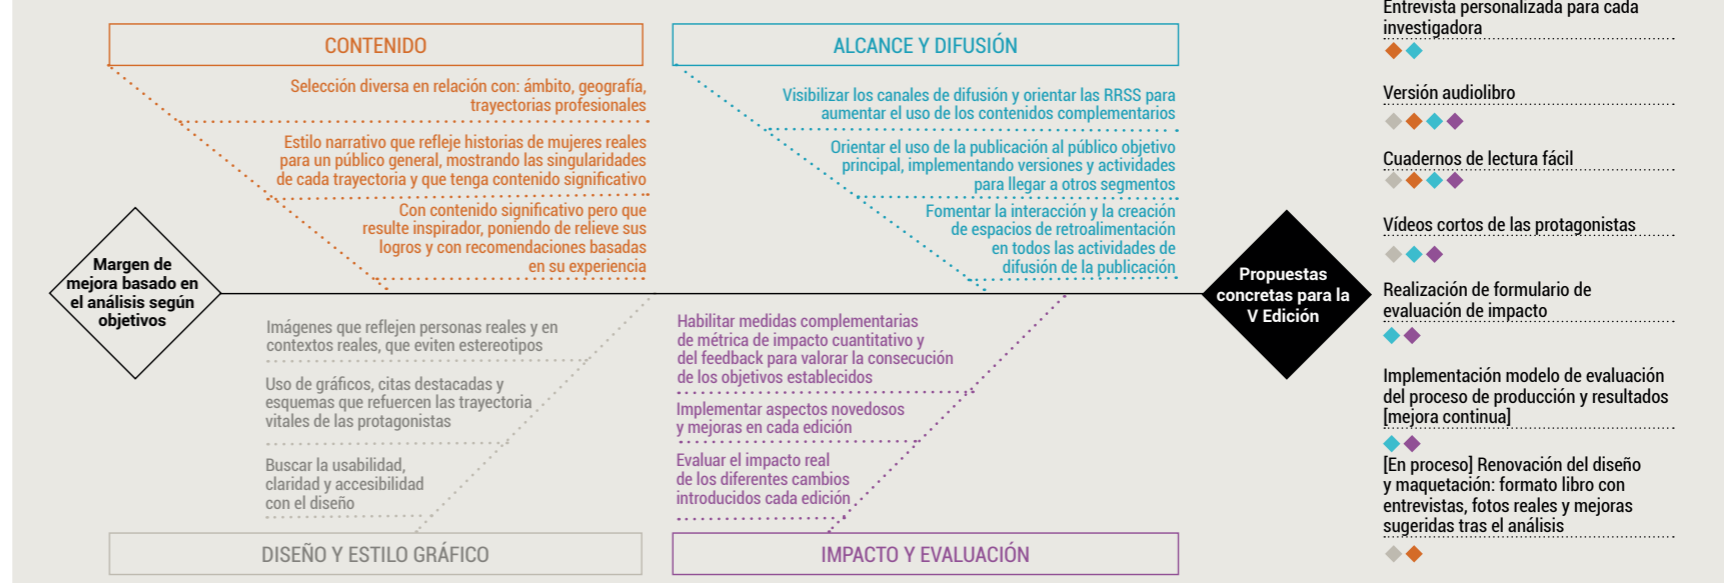 CONTENIDO
Selección diversa en relación con: ámbito, geografía,
trayectorias profesionales
Estilo narrativo que refleje historias de mujeres reales
para un público general, mostrando las singularidades
de cada trayectoria y que tenga contenido significativo
Con contenido significativo pero que
resulte inspirador, poniendo de relieve sus
logros y con recomendaciones basadas
en su experiencia
ALCANCE Y DIFUSIÓN
Visibilizar los canales de difusión y orientar las RRSS para
aumentar el uso de los contenidos complementarios
Orientar el uso de la publicación al público objetivo
principal, implementando versiones y actividades
para llegar a otros segmentos
Fomentar la interacción y la creación
de espacios de retroalimentación
en todos las actividades de
difusión de la publicación
Margen de
mejora basado en
el análisis según
objetivos
Imágenes que reflejen personas reales y en
contextos reales, que eviten estereotipos
Uso de gráficos, citas destacadas y
esquemas que refuercen las trayectoria
vitales de las protagonistas
Buscar la usabilidad,
claridad y accesibilidad
con el diseño
DISEÑO Y ESTILO GRÁFICO
Habilitar medidas complementarias
de métrica de impacto cuantitativo y
del feedback para valorar la consecución
de los objetivos establecidos
Implementar aspectos novedosos
y mejoras en cada edición
Evaluar el impacto real
de los diferentes cambios
introducidos cada edición
IMPACTO Y EVALUACIÓN
Propuestas
concretas para la
V Edición
Entrevista personalizada para cada
investigadora
Versión audiolibro
Cuadernos de lectura fácil
Vídeos cortos de las protagonistas
Realización de formulario de
evaluación de impacto
Implementación modelo de evaluación
del proceso de producción y resultados
[mejora continua]
[En proceso] Renovación del diseño
y maquetación: formato libro con
entrevistas, fotos reales y mejoras
sugeridas tras el análisis